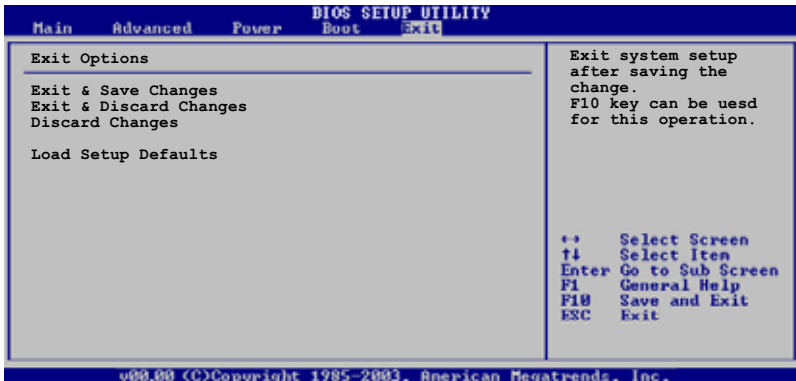 BIOS SETUP UTILITY
Main Advanced Power Boot Exit
Exit Options
Exit & Save Changes
Exit & Discard Changes
Discard Changes
Load Setup Defaults
Exit system setup
after saving the
change.
F10 key can be uesd
for this operation.
↔ Select Screen
↑↓ Select Item
Enter Go to Sub Screen
F1 General Help
F10 Save and Exit
ESC Exit
v00.00 (C)Copyright 1985-2003, American Megatrends, Inc.